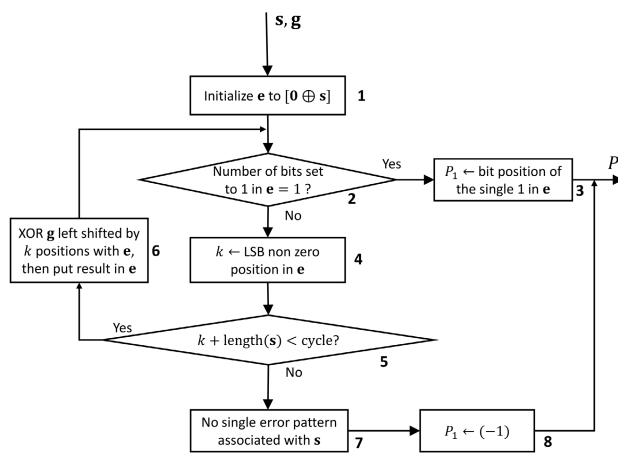 s, g
Initialize e to [0 ⊕ s]
1
Number of bits set
to 1 in e = 1 ?
2
Yes
No
P₁ ← bit position of
the single 1 in e
3
P
XOR g left shifted by
k positions with e,
then put result in e
6
k ← LSB non zero
position in e
4
Yes
k + length(s) < cycle?
5
No
No single error pattern
associated with s
7
P₁ ← (−1)
8